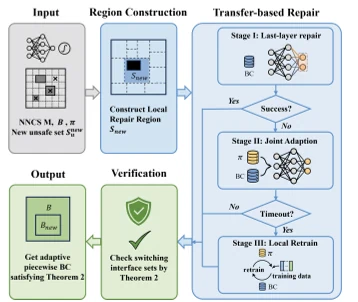 Input
Region Construction
Transfer-based Repair
NNCS M, B, π
New unsafe set S_u^new
S_new
Construct Local
Repair Region
S_new
Stage I: Last-layer repair
BC
Yes
Success?
No
Stage II: Joint Adaption
π
BC
No
Timeout?
Yes
Stage III: Local Retrain
π
retrain
training data
BC
Output
Verification
B
B_new
Get adaptive
piecewise BC
satisfying Theorem 2
Check switching
interface sets by
Theorem 2